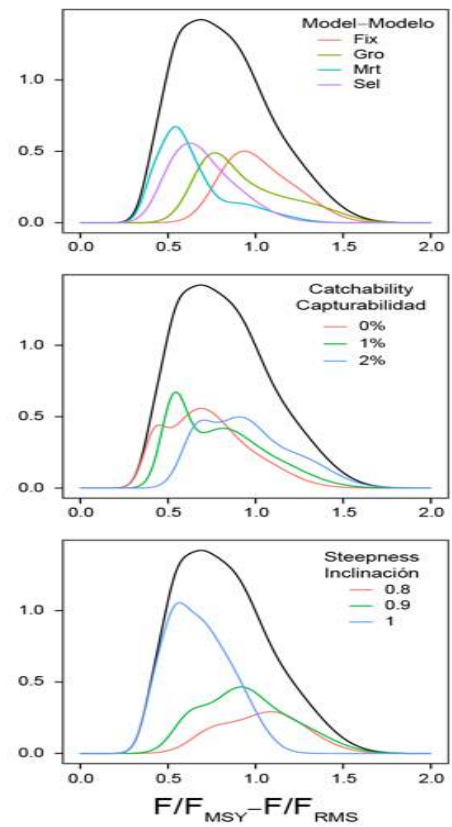 Model−Modelo
Fix
Gro
Mrt
Sel
1.0
0.5
0.0
0.0 0.5 1.0 1.5 2.0
Catchability
Capturabilidad
0%
1%
2%
1.0
0.5
0.0
0.0 0.5 1.0 1.5 2.0
Steepness
Inclinación
0.8
0.9
1
1.0
0.5
0.0
0.0 0.5 1.0 1.5 2.0
F/FMSY−F/FRMS